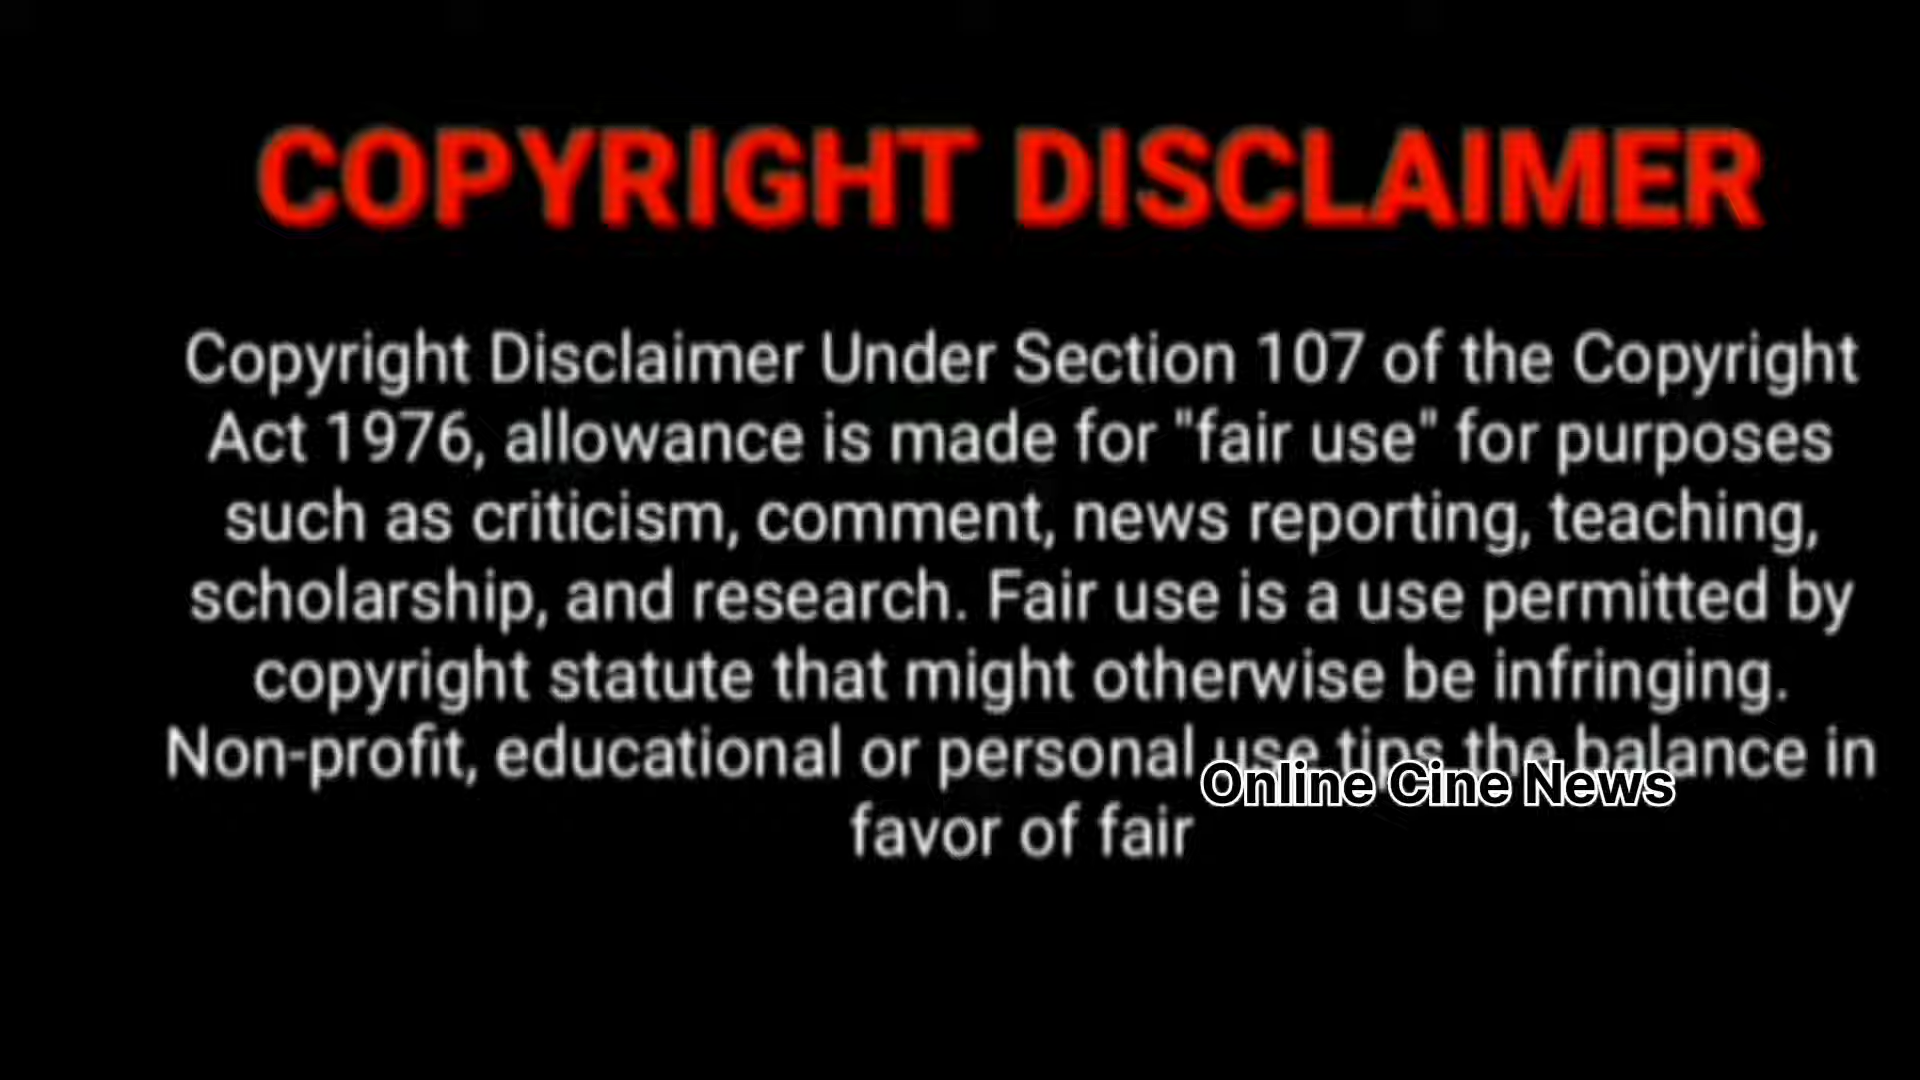 COPYRIGHT DISCLAIMER
Copyright Disclaimer Under Section 107 of the Copyright
Act 1976, allowance is made for "fair use" for purposes
such as criticism, comment, news reporting, teaching,
scholarship, and research. Fair use is a use permitted by
copyright statute that might otherwise be infringing.
Non-profit, educational or personal use tips the balance in
Online Cine News
favor of fair